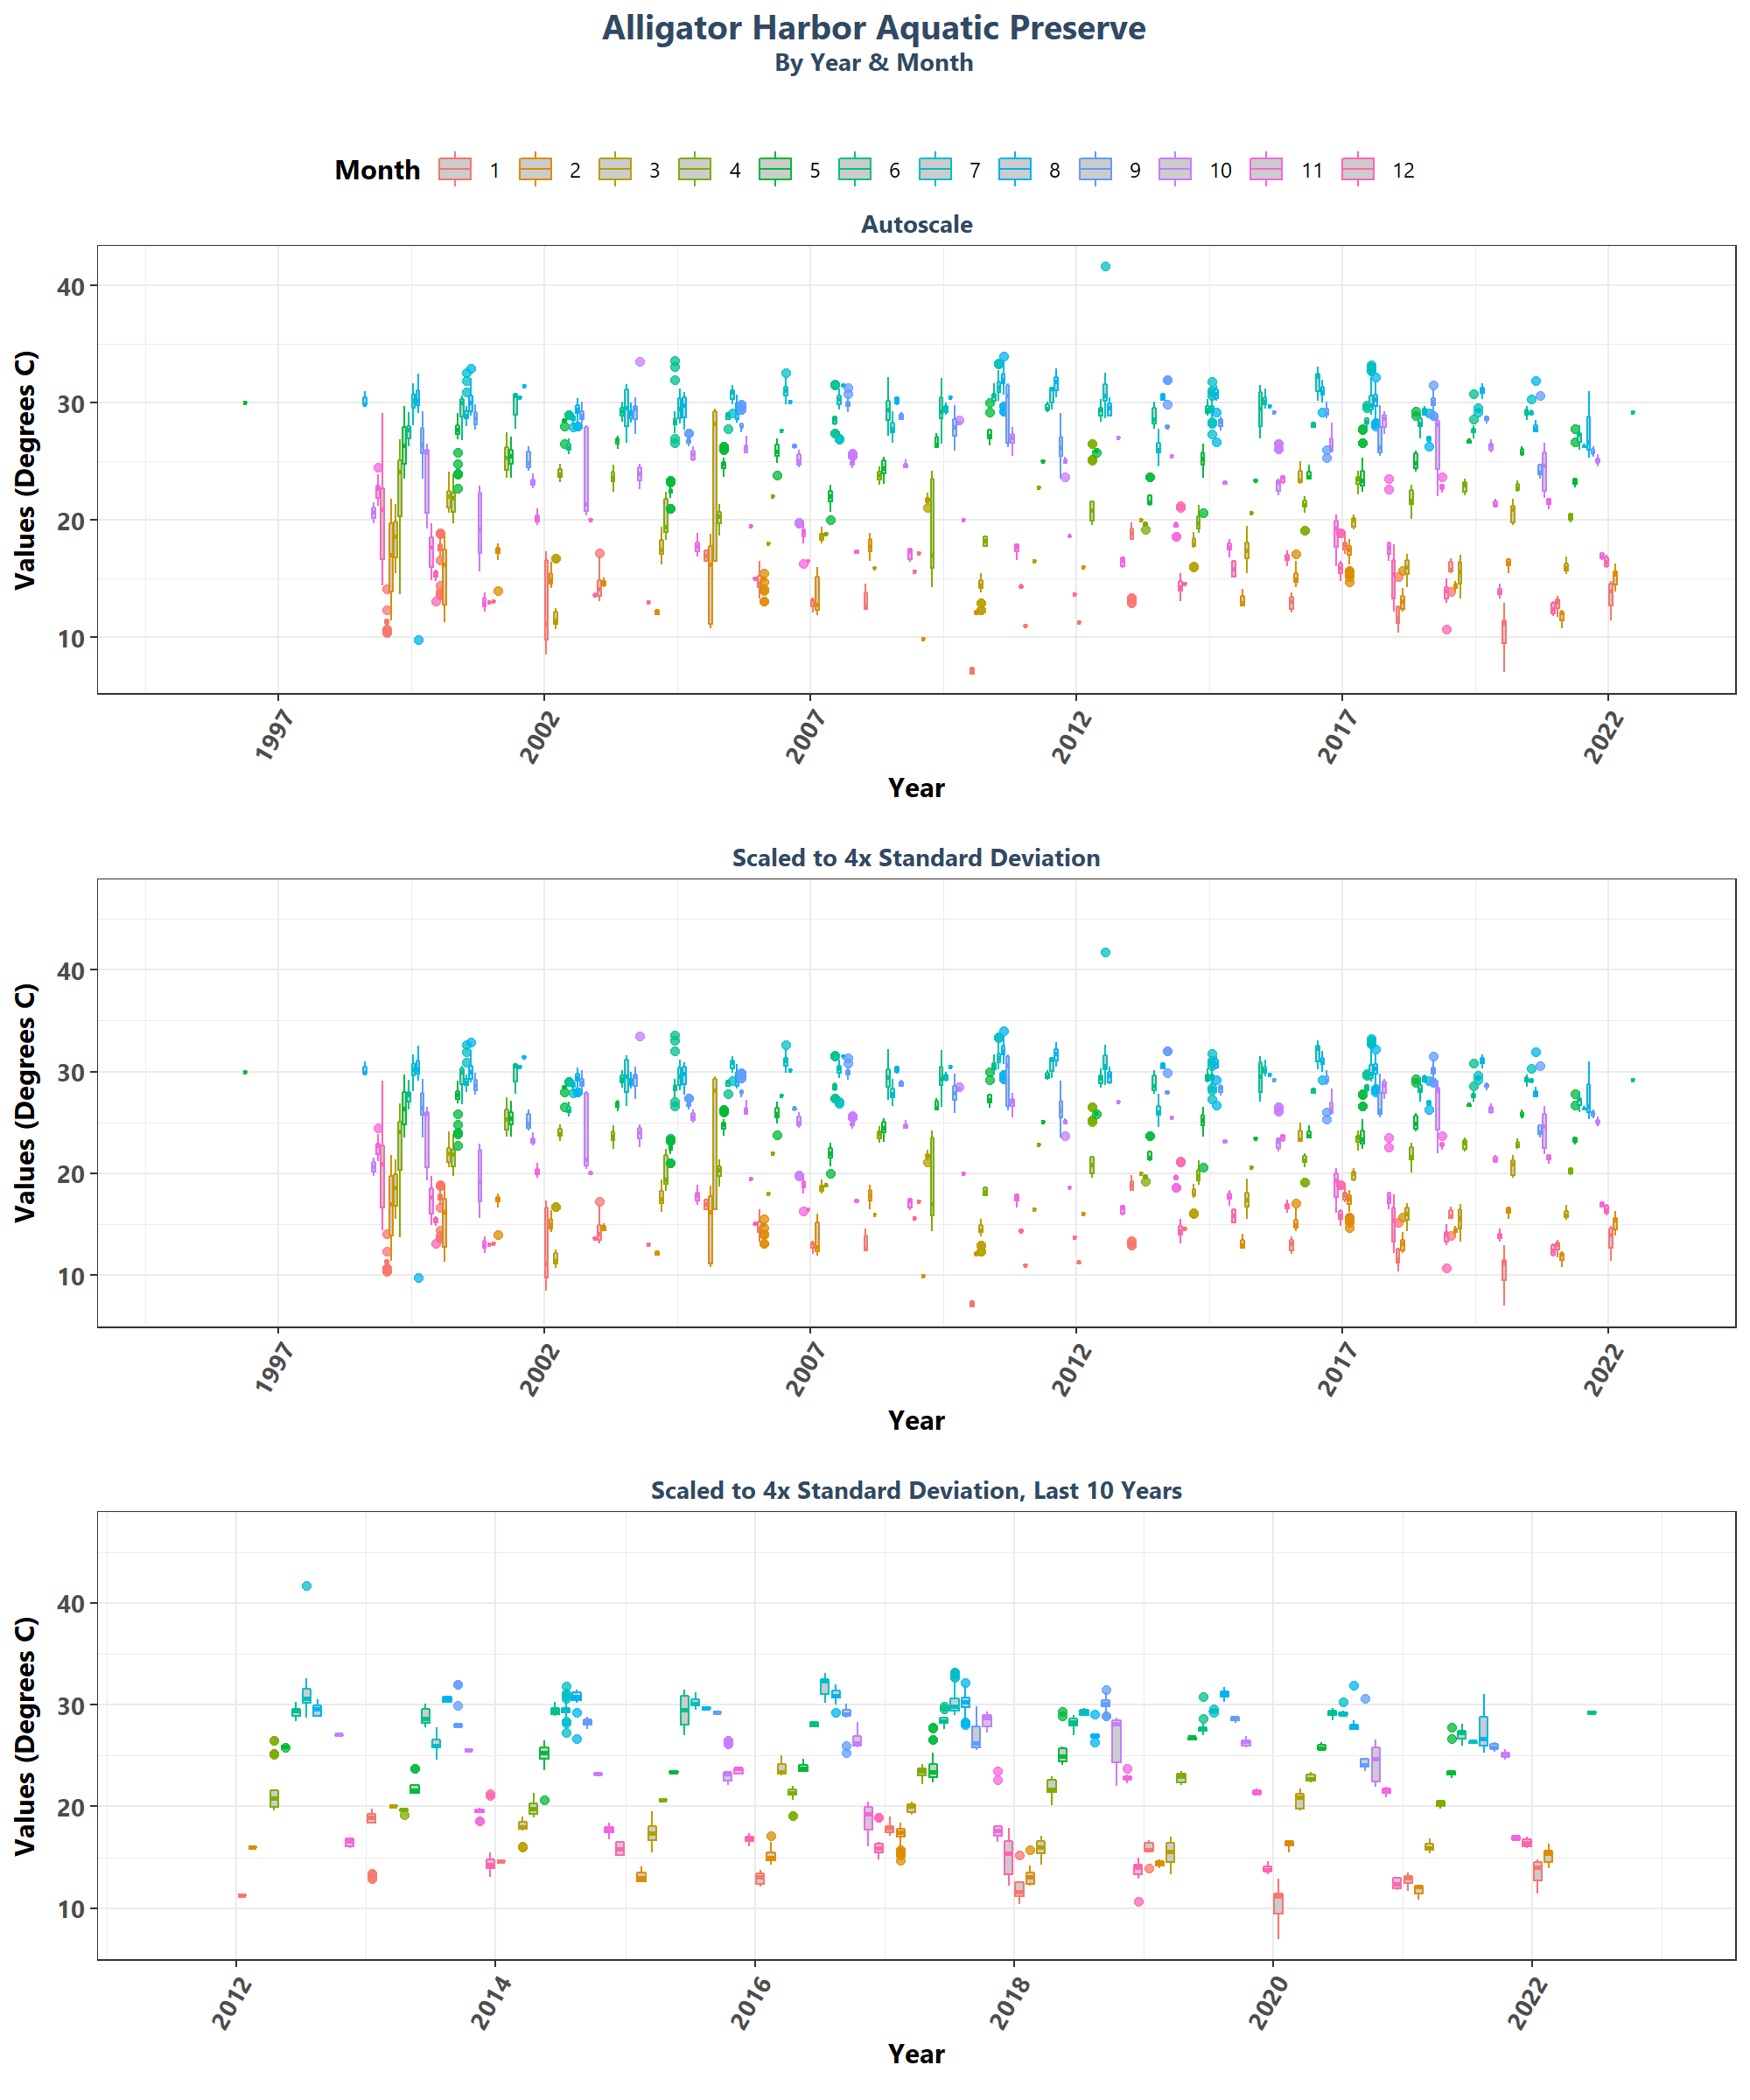 Alligator Harbor Aquatic Preserve
By Year & Month
Month 1 2 3 4 5 6 7 8 9 10 11 12
Autoscale
Values (Degrees C)
40
30
20
10
1997 2002 2007 2012 2017 2022
Year
Scaled to 4x Standard Deviation
Values (Degrees C)
40
30
20
10
1997 2002 2007 2012 2017 2022
Year
Scaled to 4x Standard Deviation, Last 10 Years
Values (Degrees C)
40
30
20
10
2012 2014 2016 2018 2020 2022
Year